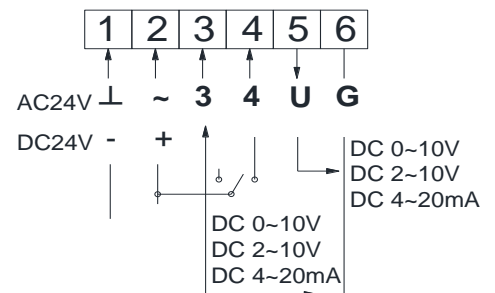 1 2 3 4 5 6
AC24V ⊥ ~ 3 4 U G
DC24V - +
DC 0~10V
DC 2~10V
DC 4~20mA
DC 0~10V
DC 2~10V
DC 4~20mA